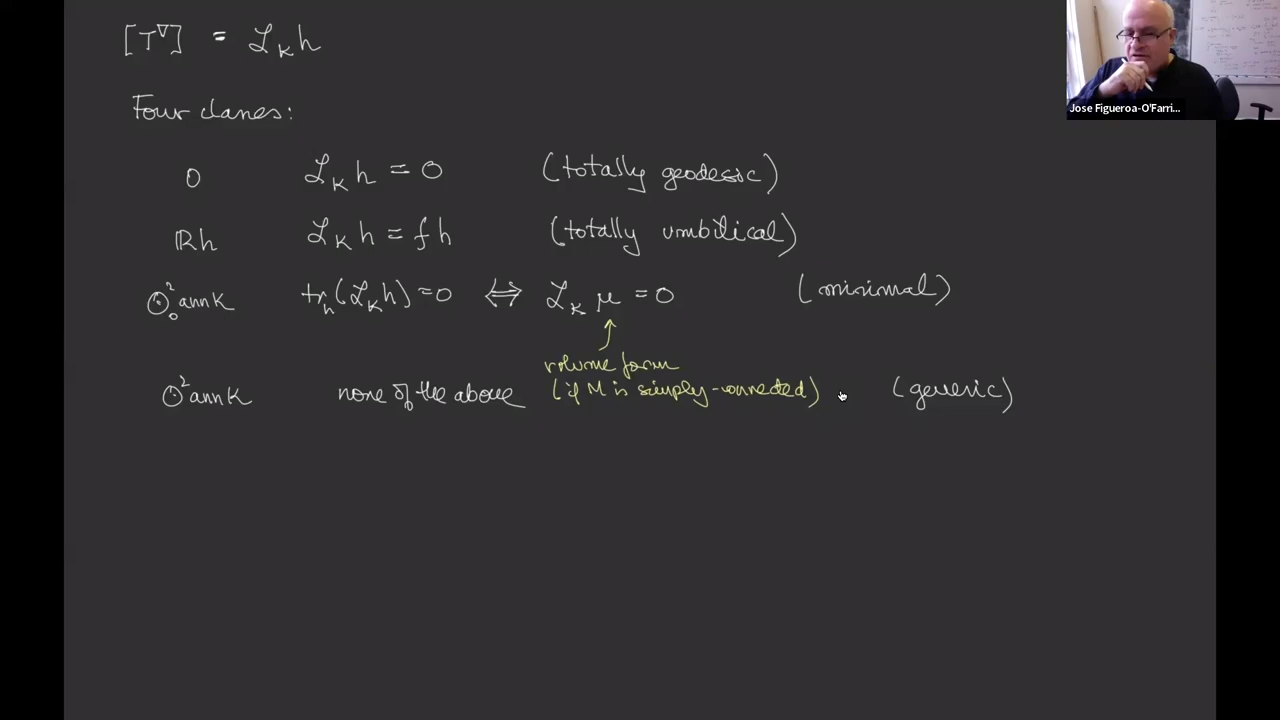 [T^∇] = ℒ_K h
Jose Figueroa-O'Farri...
Four classes:
0 ℒ_K h = 0 (totally geodesic)
ℝh ℒ_K h = f h (totally umbilical)
⊙²₀ ann K tr_h(ℒ_K h) = 0 ⇔ ℒ_K μ = 0 (minimal)
volume form
⊙² ann K none of the above (if M is simply-connected) (generic)